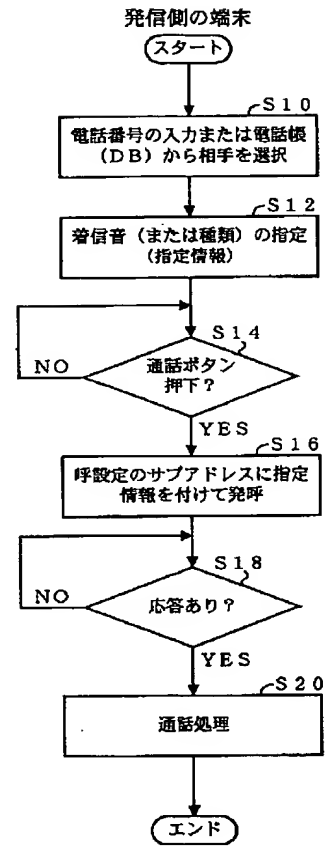 発信側の端末
スタート
S10
電話番号の入力または電話帳
(DB)から相手を選択
S12
着信音(または種類)の指定
(指定情報)
S14
通話ボタン
押下?
NO
YES
S16
呼設定のサブアドレスに指定
情報を付けて発呼
S18
応答あり?
NO
YES
S20
通話処理
エンド